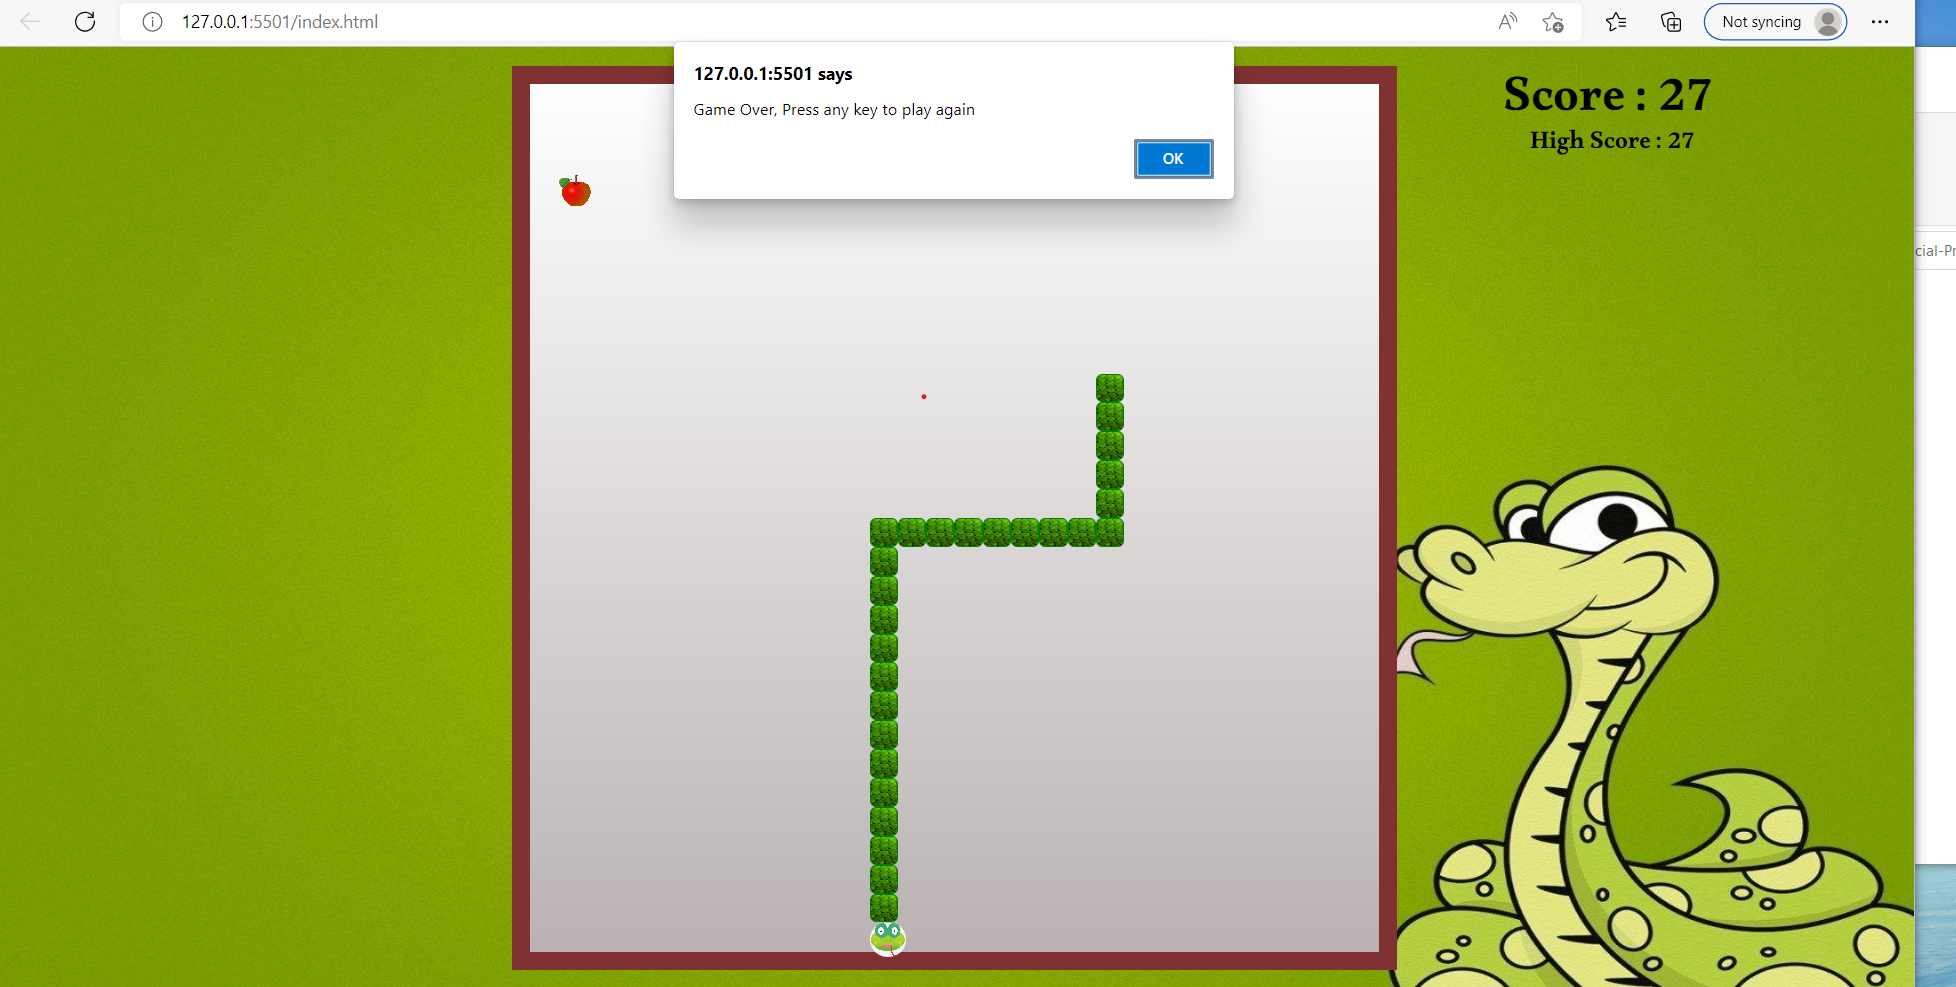 127.0.0.1:5501/index.html
Not syncing
127.0.0.1:5501 says
Game Over, Press any key to play again
OK
Score : 27
High Score : 27
cial-Pr